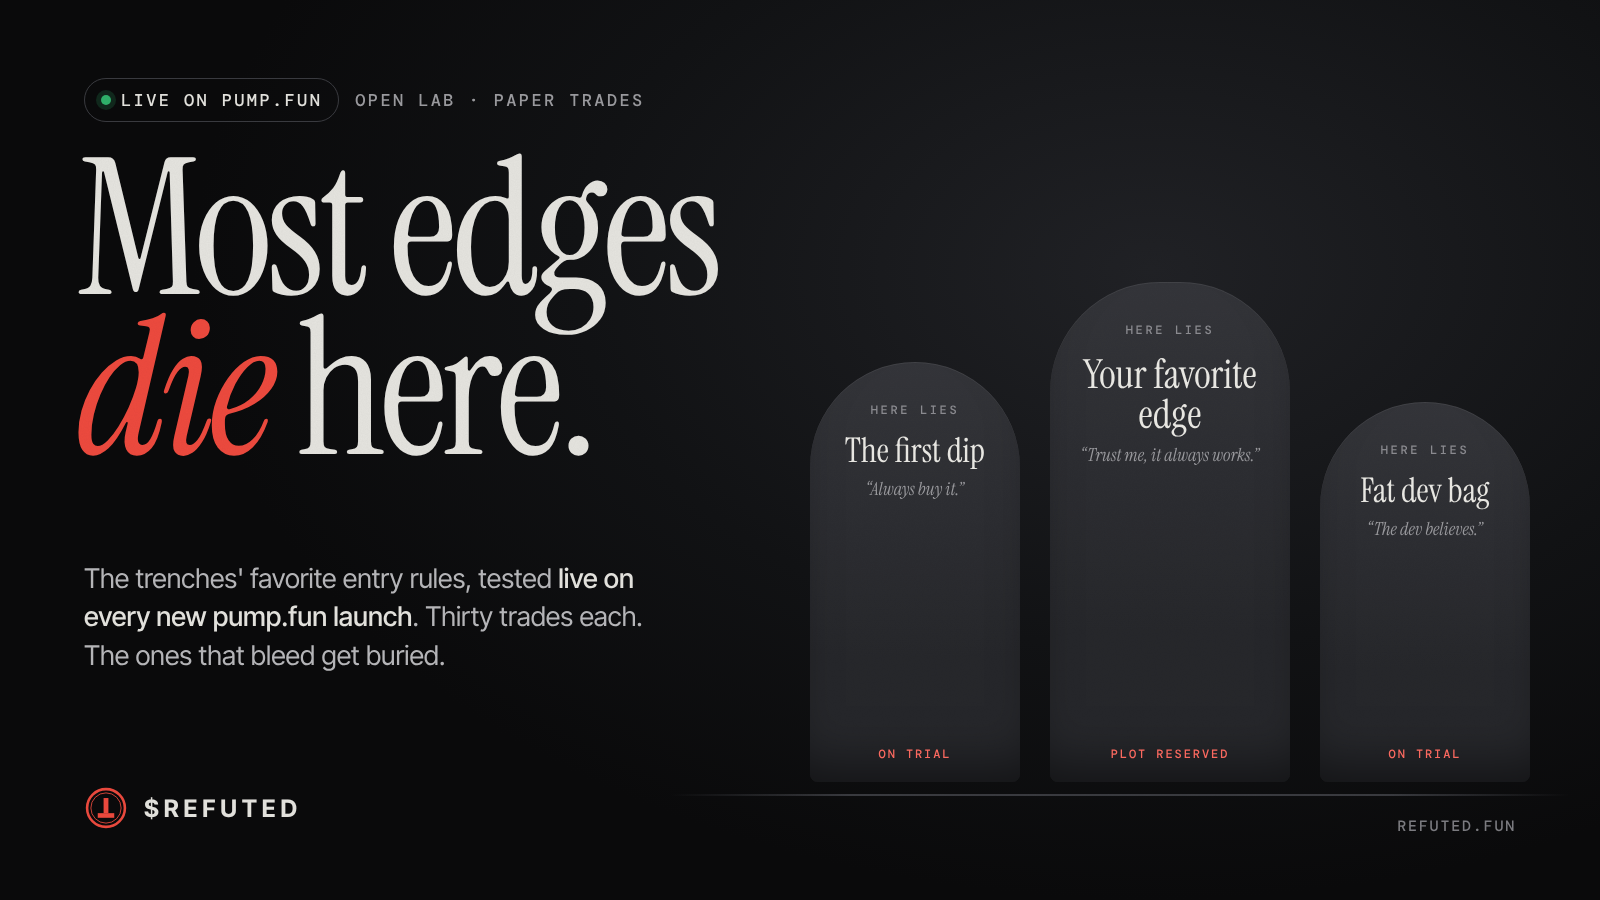 LIVE ON PUMP.FUN
OPEN LAB · PAPER TRADES
Most edges
die here.
The trenches' favorite entry rules, tested live on
every new pump.fun launch. Thirty trades each.
The ones that bleed get buried.
$REFUTED
HERE LIES
The first dip
“Always buy it.”
ON TRIAL
HERE LIES
Your favorite
edge
“Trust me, it always works.”
PLOT RESERVED
HERE LIES
Fat dev bag
“The dev believes.”
ON TRIAL
REFUTED.FUN